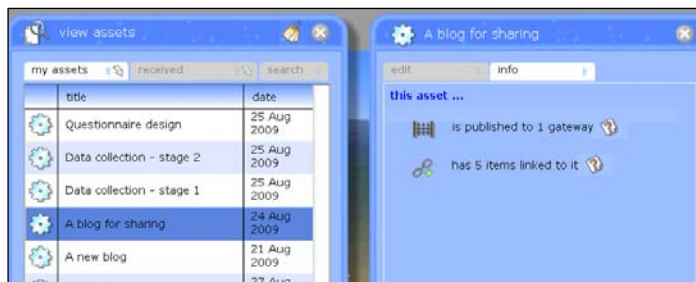 view assets
my assets
received
search
title date
Questionnaire design 25 Aug 2009
Data collection - stage 2 25 Aug 2009
Data collection - stage 1 25 Aug 2009
A blog for sharing 24 Aug 2009
A new blog 21 Aug 2009
27 Aug
A blog for sharing
edit
info
this asset ...
is published to 1 gateway
has 5 items linked to it